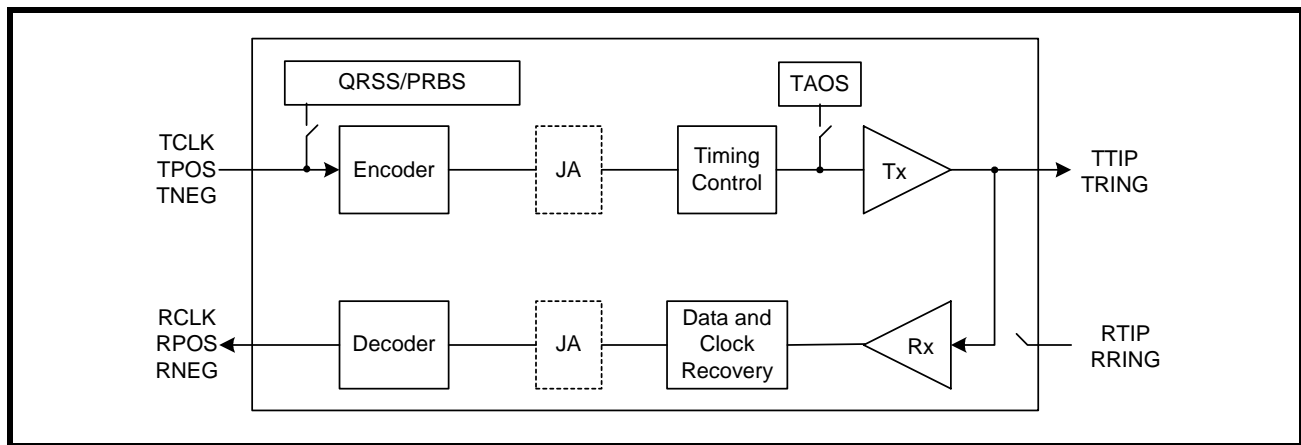 QRSS/PRBS
TAOS
TCLK
TPOS
TNEG
Encoder
JA
Timing
Control
Tx
TTIP
TRING
RCLK
RPOS
RNEG
Decoder
JA
Data and
Clock
Recovery
Rx
RTIP
RRING